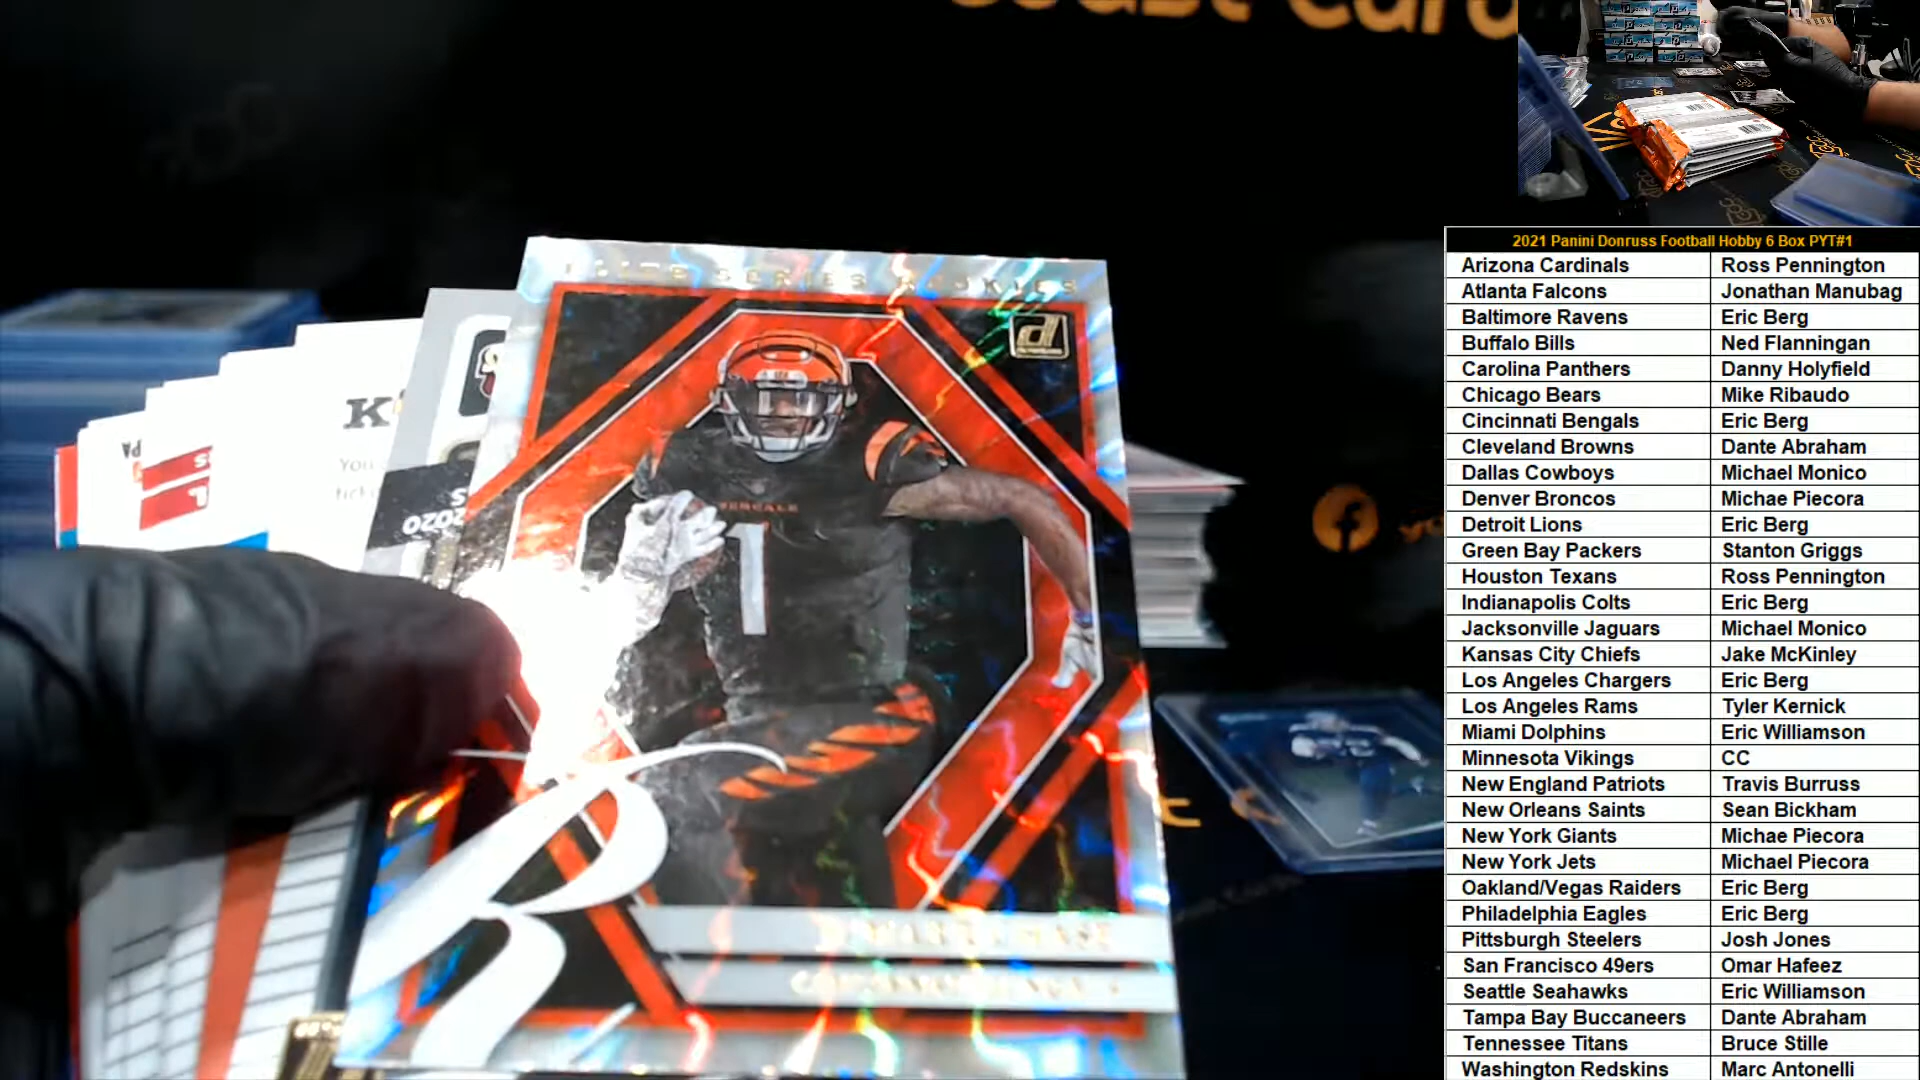 2021 Panini Donruss Football Hobby 6 Box PYT#1
Arizona Cardinals Ross Pennington
Atlanta Falcons Jonathan Manubag
Baltimore Ravens Eric Berg
Buffalo Bills Ned Flanningan
Carolina Panthers Danny Holyfield
Chicago Bears Mike Ribaudo
Cincinnati Bengals Eric Berg
Cleveland Browns Dante Abraham
Dallas Cowboys Michael Monico
Denver Broncos Michae Piecora
Detroit Lions Eric Berg
Green Bay Packers Stanton Griggs
Houston Texans Ross Pennington
Indianapolis Colts Eric Berg
Jacksonville Jaguars Michael Monico
Kansas City Chiefs Jake McKinley
Los Angeles Chargers Eric Berg
Los Angeles Rams Tyler Kernick
Miami Dolphins Eric Williamson
Minnesota Vikings CC
New England Patriots Travis Burruss
New Orleans Saints Sean Bickham
New York Giants Michae Piecora
New York Jets Michael Piecora
Oakland/Vegas Raiders Eric Berg
Philadelphia Eagles Eric Berg
Pittsburgh Steelers Josh Jones
San Francisco 49ers Omar Hafeez
Seattle Seahawks Eric Williamson
Tampa Bay Buccaneers Dante Abraham
Tennessee Titans Bruce Stille
Washington Redskins Marc Antonelli
ELITE SERIES ROOKIES
BENGALS
1
2020
You